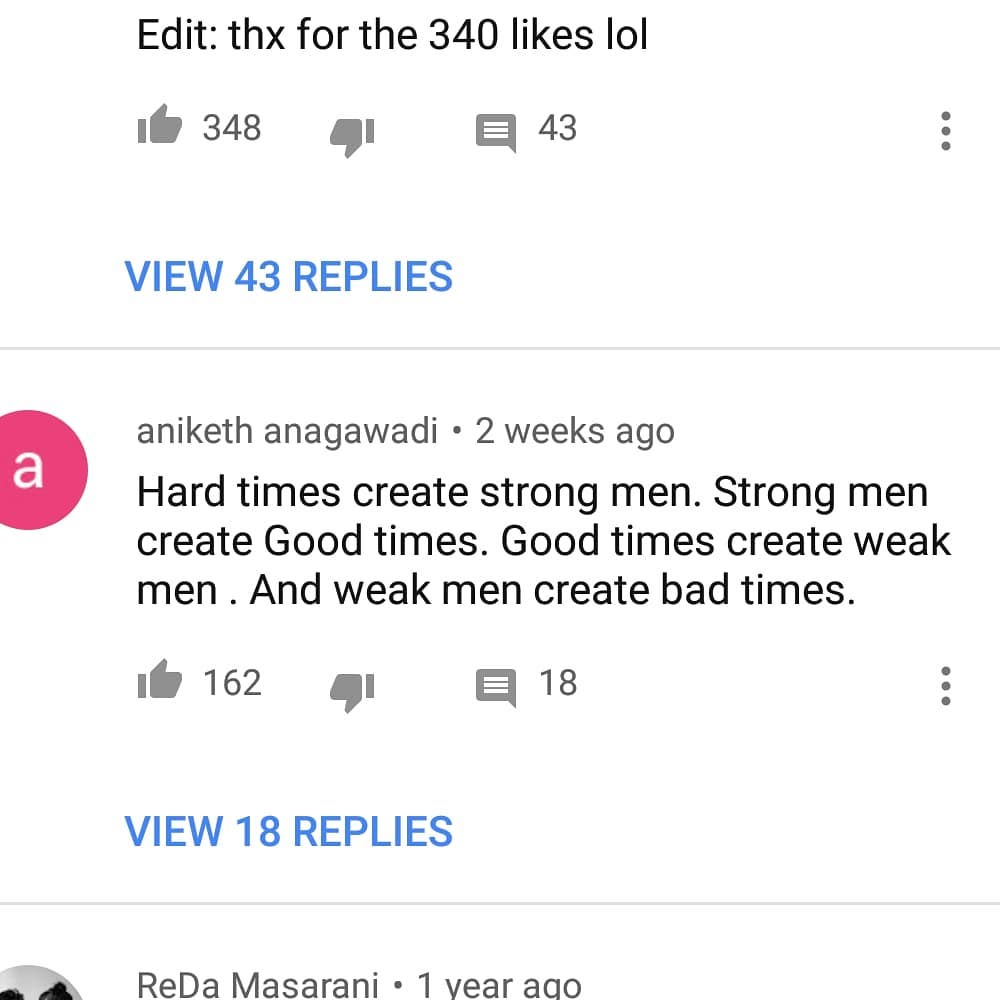 Edit: thx for the 340 likes lol
348 43
VIEW 43 REPLIES
a
aniketh anagawadi • 2 weeks ago
Hard times create strong men. Strong men
create Good times. Good times create weak
men . And weak men create bad times.
162 18
VIEW 18 REPLIES
ReDa Masarani • 1 year ago